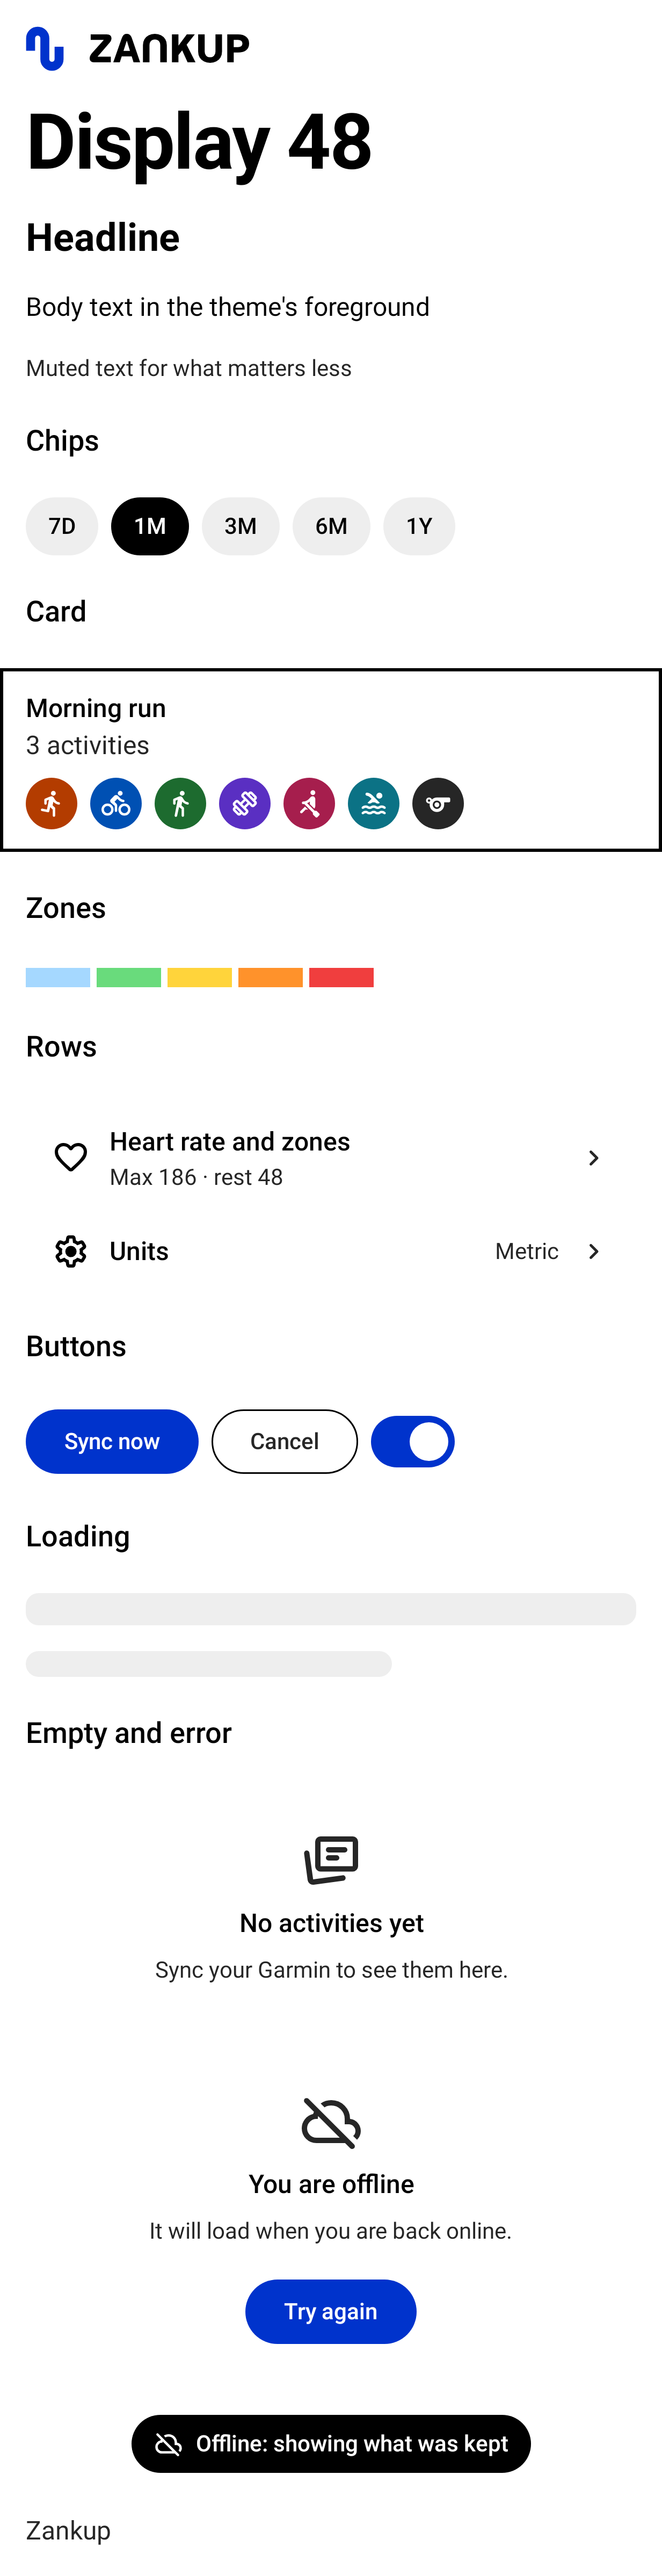 ZANKUP
Display 48
Headline
Body text in the theme's foreground
Muted text for what matters less
Chips
7D 1M 3M 6M 1Y
Card
Morning run
3 activities
Zones
Rows
Heart rate and zones
Max 186 · rest 48
Units Metric
Buttons
Sync now Cancel
Loading
Empty and error
No activities yet
Sync your Garmin to see them here.
You are offline
It will load when you are back online.
Try again
Offline: showing what was kept
Zankup